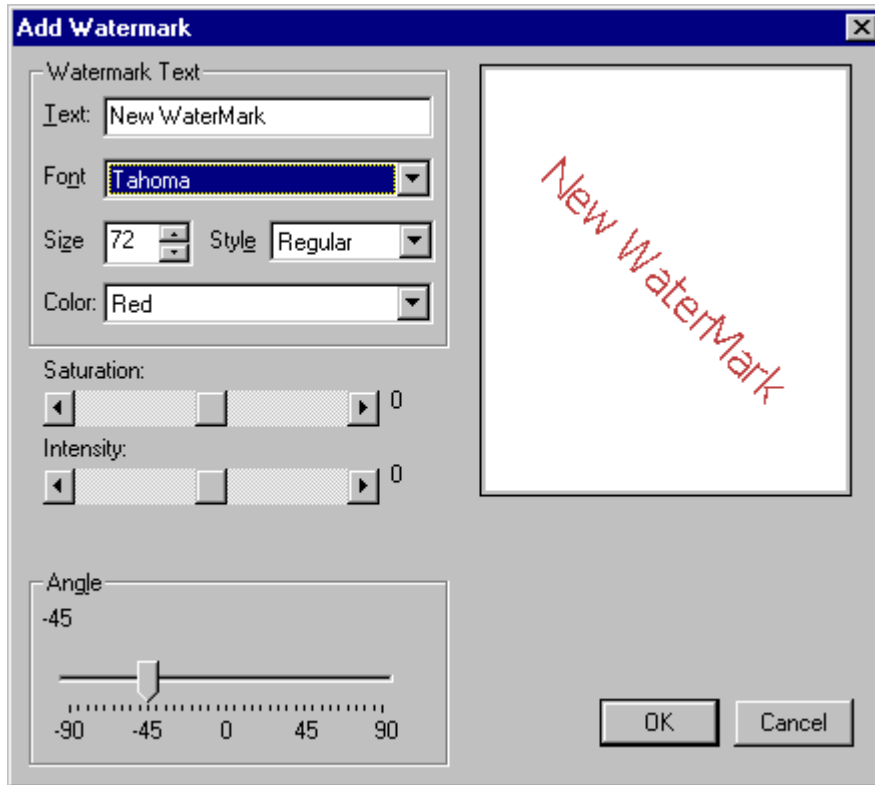 Add Watermark
Watermark Text
Text: New WaterMark
Font Tahoma
Size 72 Style Regular
Color: Red
Saturation:
0
Intensity:
0
New WaterMark
Angle
-45
-90 -45 0 45 90
OK Cancel